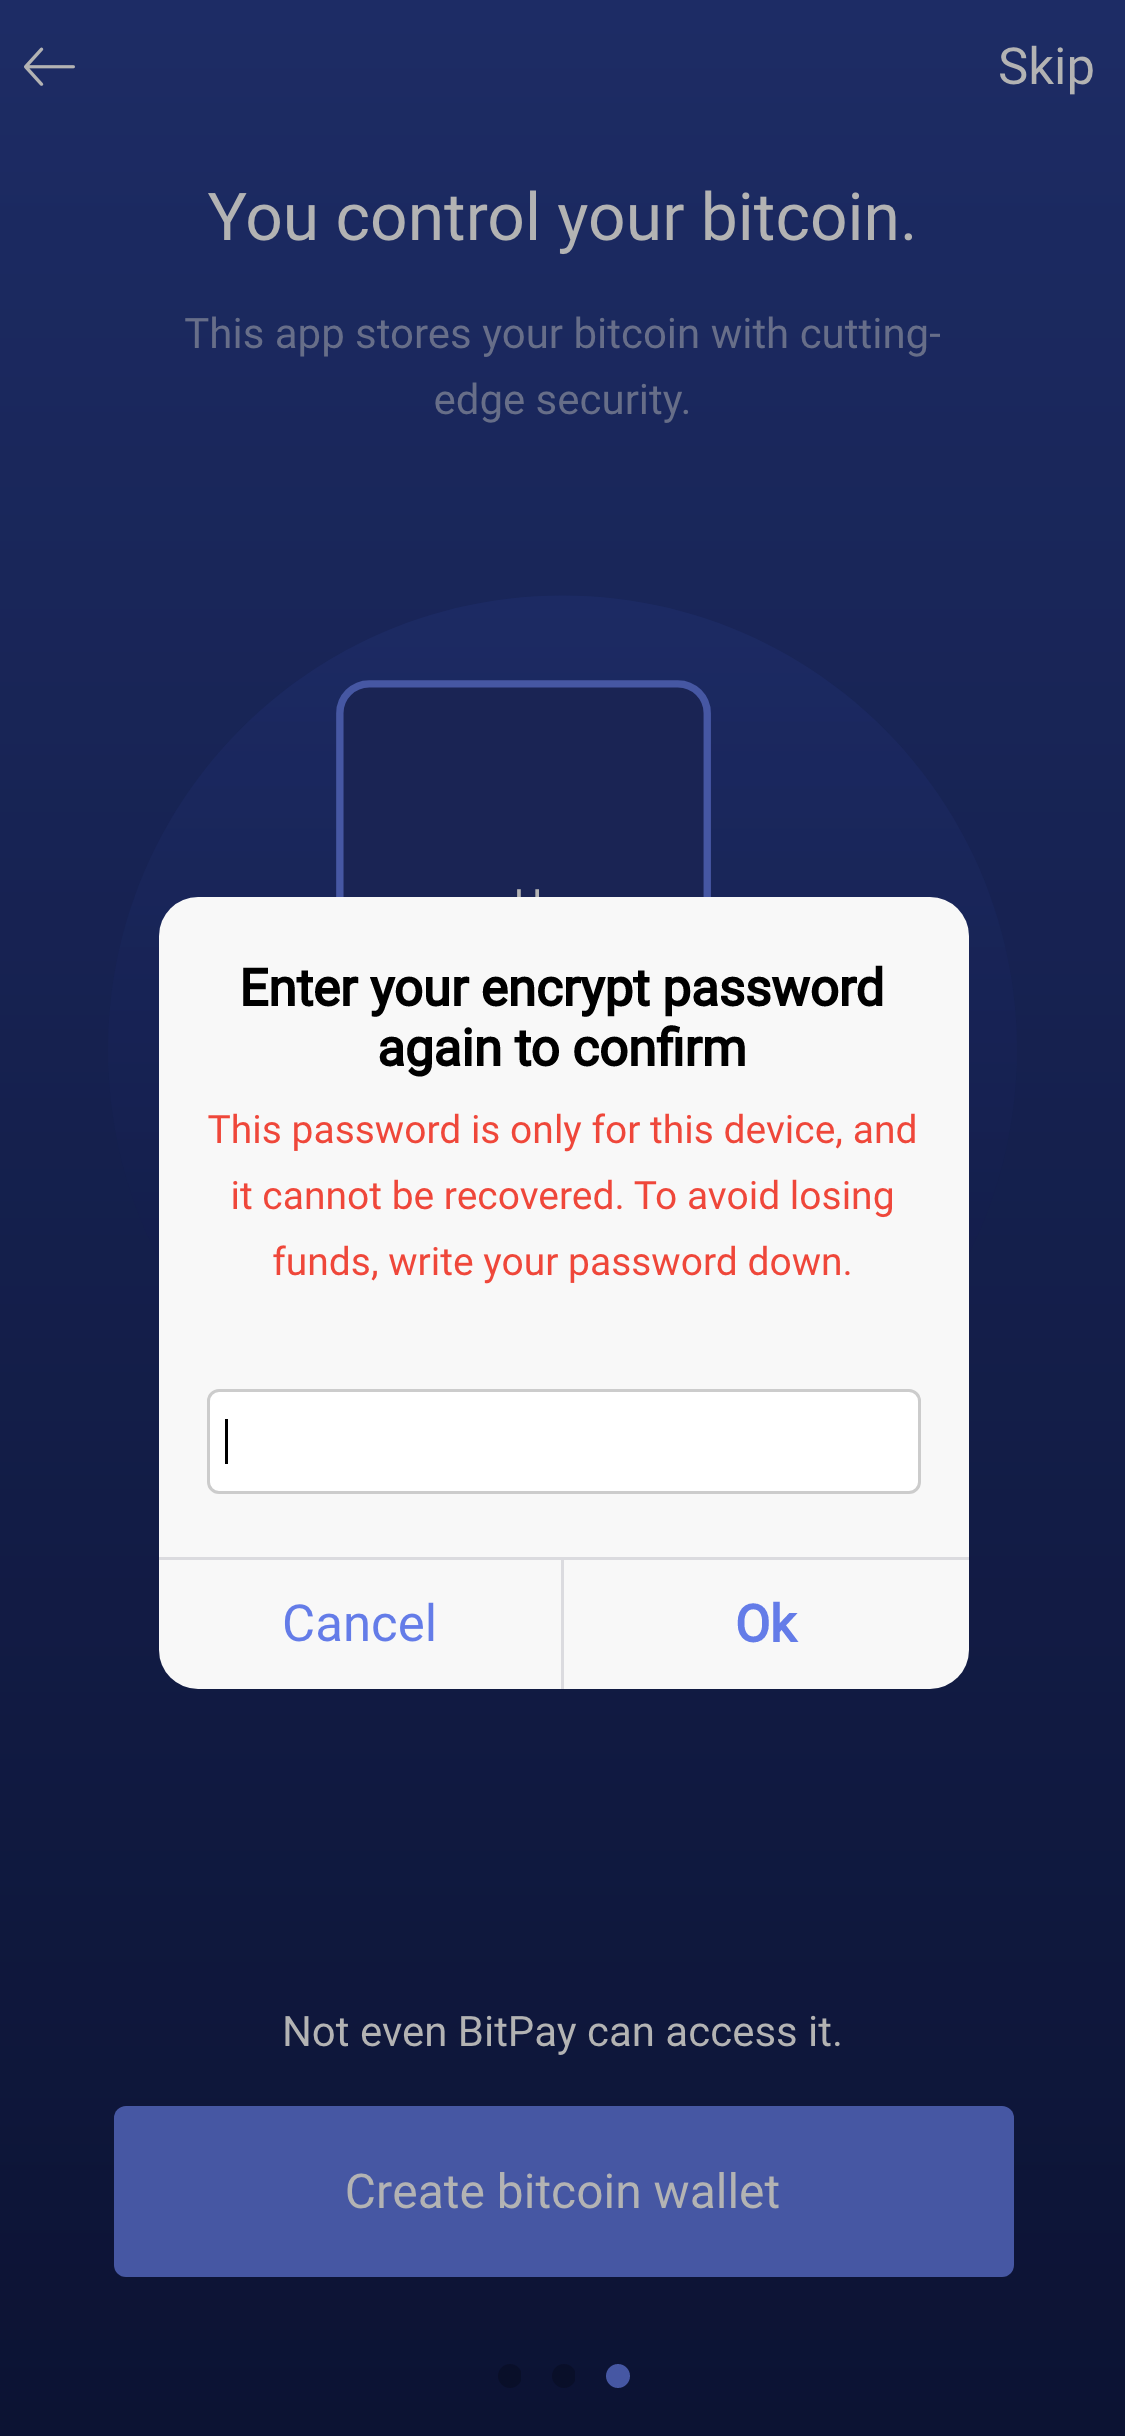 Skip
You control your bitcoin.
This app stores your bitcoin with cutting-
edge security.
Enter your encrypt password
again to confirm
This password is only for this device, and
it cannot be recovered. To avoid losing
funds, write your password down.
Cancel
Ok
Not even BitPay can access it.
Create bitcoin wallet